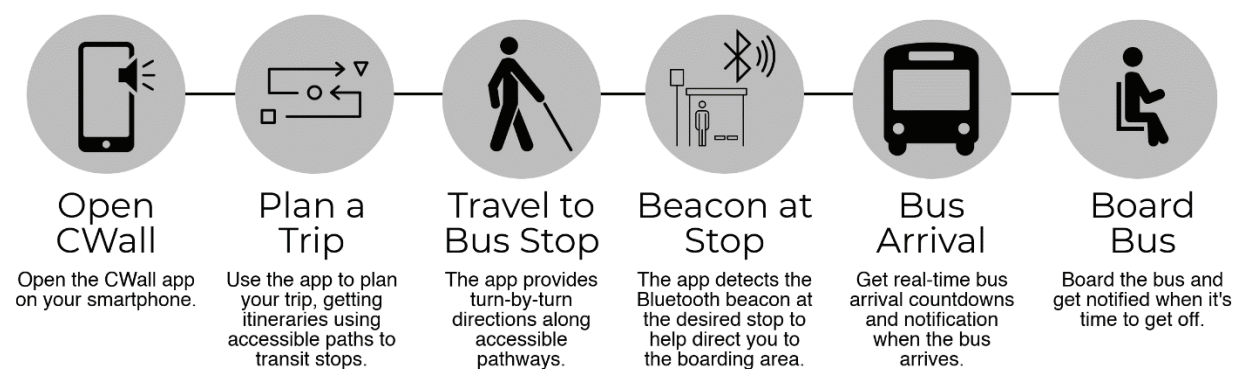 Open
CWall
Open the CWall app
on your smartphone.
Plan a
Trip
Use the app to plan
your trip, getting
itineraries using
accessible paths to
transit stops.
Travel to
Bus Stop
The app provides
turn-by-turn
directions along
accessible
pathways.
Beacon at
Stop
The app detects the
Bluetooth beacon at
the desired stop to
help direct you to
the boarding area.
Bus
Arrival
Get real-time bus
arrival countdowns
and notification
when the bus
arrives.
Board
Bus
Board the bus and
get notified when it's
time to get off.